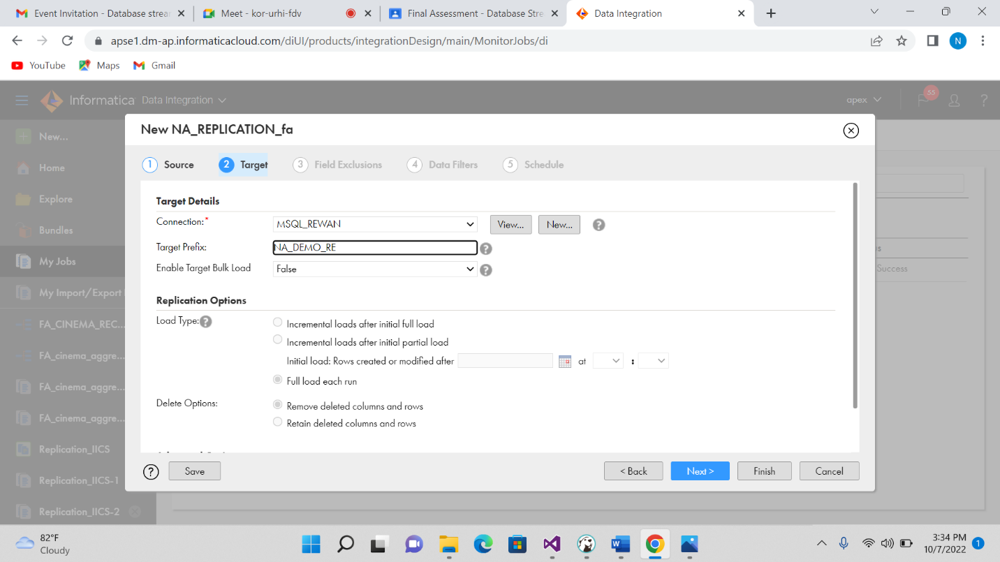 Event Invitation - Database strear
Meet - kor-urhi-fdv
Final Assessment - Database Stre
Data Integration
apse1.dm-ap.informaticacloud.com/diUI/products/integrationDesign/main/MonitorJobs/di
N
YouTube
Maps
Gmail
Informatica Data Integration
apex
55
?
New...
Home
Explore
Bundles
My Jobs
My Import/Export
FA_CINEMA_REC...
FA_cinema_aggre...
FA_cinema_aggre...
FA_cinema_aggre...
Replication_IICS
Replication_IICS-1
Replication_IICS-2
New NA_REPLICATION_fa
1 Source
2 Target
3 Field Exclusions
4 Data Filters
5 Schedule
Target Details
Connection:* MSQL_REWAN View... New... ?
Target Prefix: NA_DEMO_RE ?
Enable Target Bulk Load False ?
Replication Options
Load Type: ? Incremental loads after initial full load
Incremental loads after initial partial load
Initial load: Rows created or modified after at :
Full load each run
Delete Options: Remove deleted columns and rows
Retain deleted columns and rows
? Save < Back Next > Finish Cancel
us
Success
82°F
Cloudy
3:34 PM
10/7/2022
1